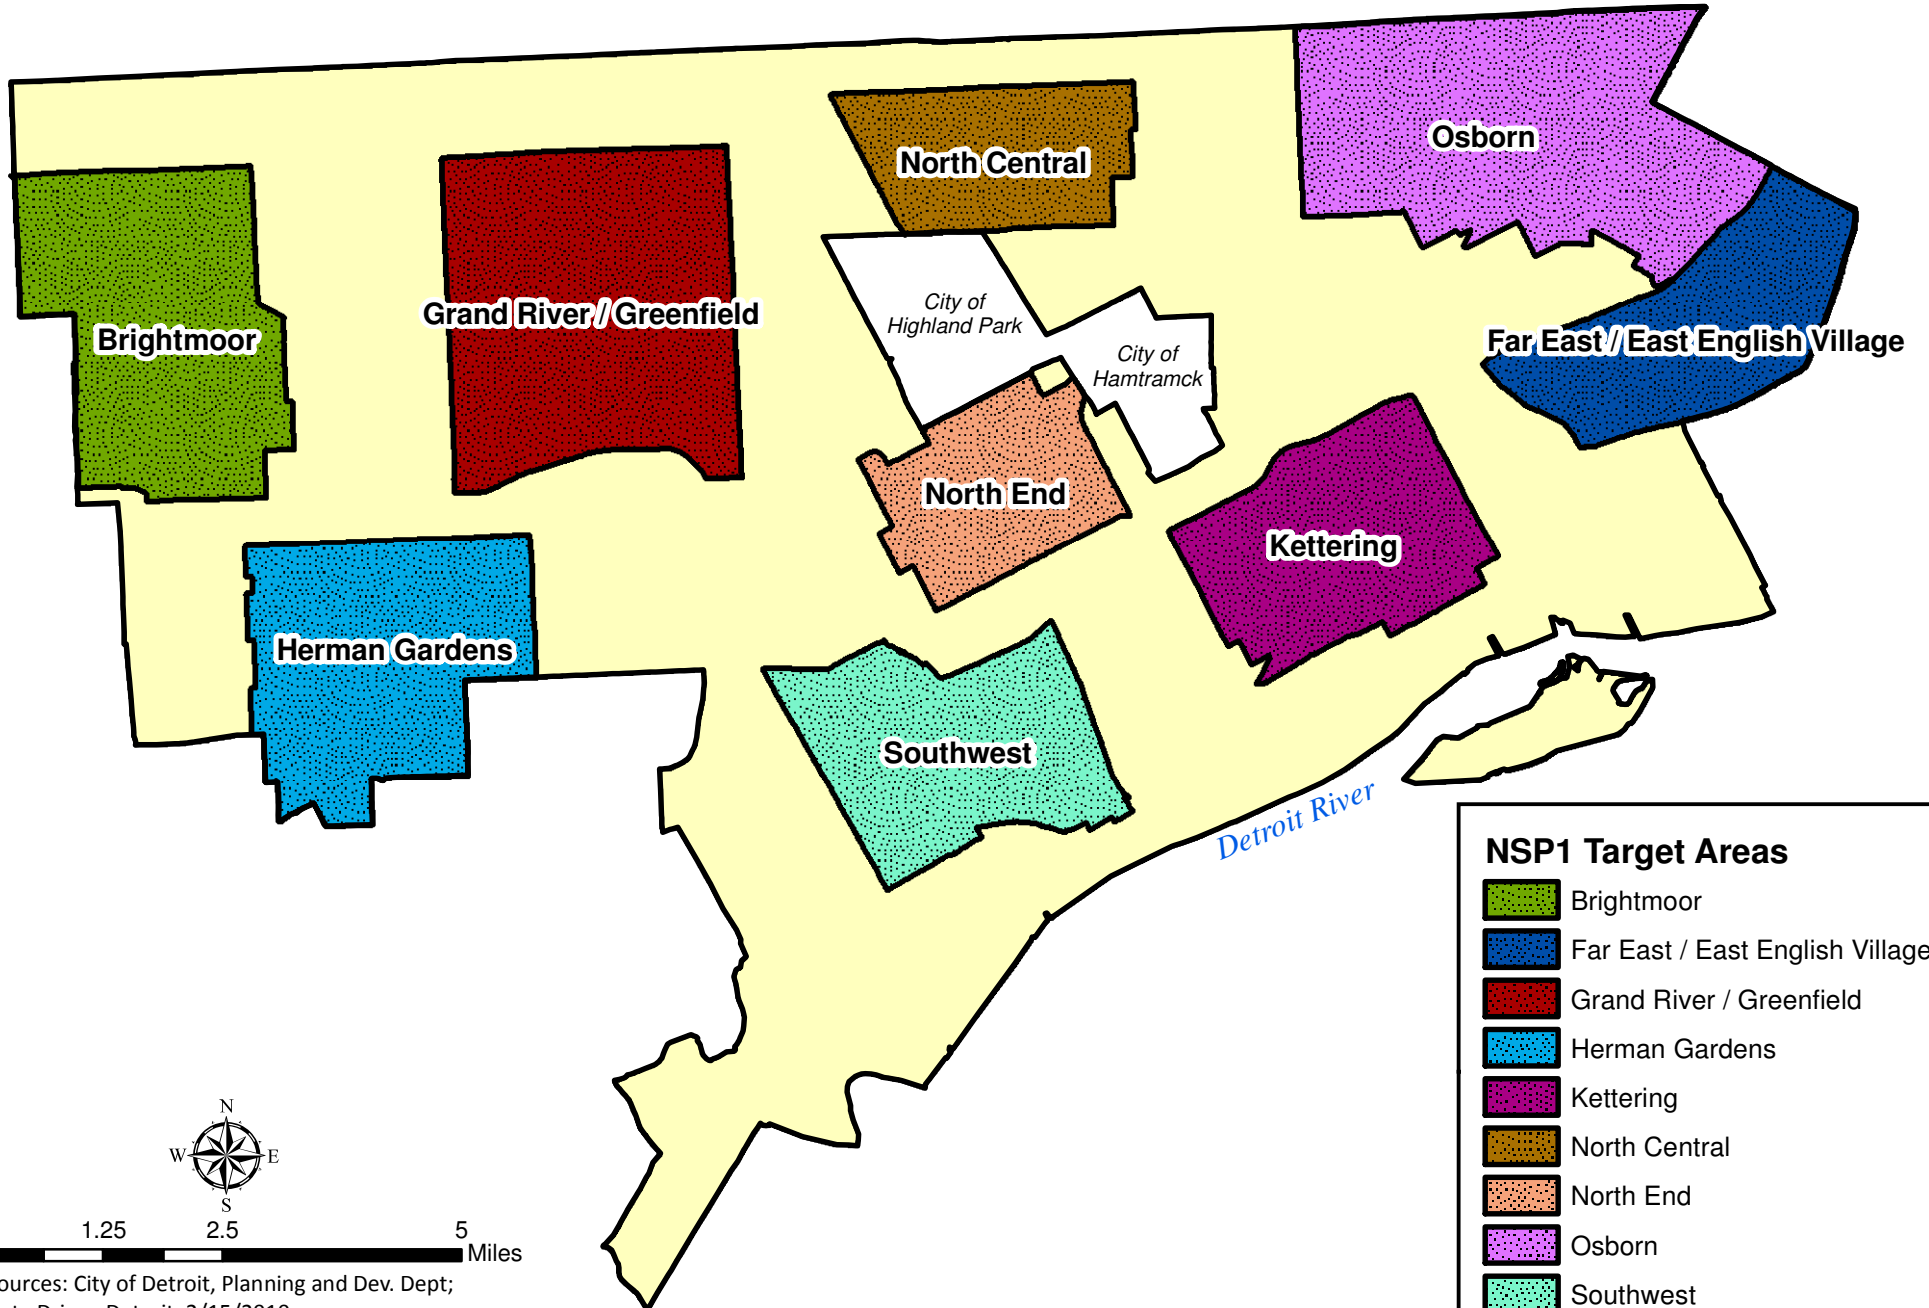 Osborn
North Central
Brightmoor
Grand River / Greenfield
City of
Highland Park
City of
Hamtramck
Far East / East English Village
North End
Kettering
Herman Gardens
Southwest
Detroit River
NSP1 Target Areas
Brightmoor
Far East / East English Village
Grand River / Greenfield
Herman Gardens
Kettering
North Central
North End
Osborn
Southwest
N
W E
S
1.25 2.5 5
Miles
ources: City of Detroit, Planning and Dev. Dept;